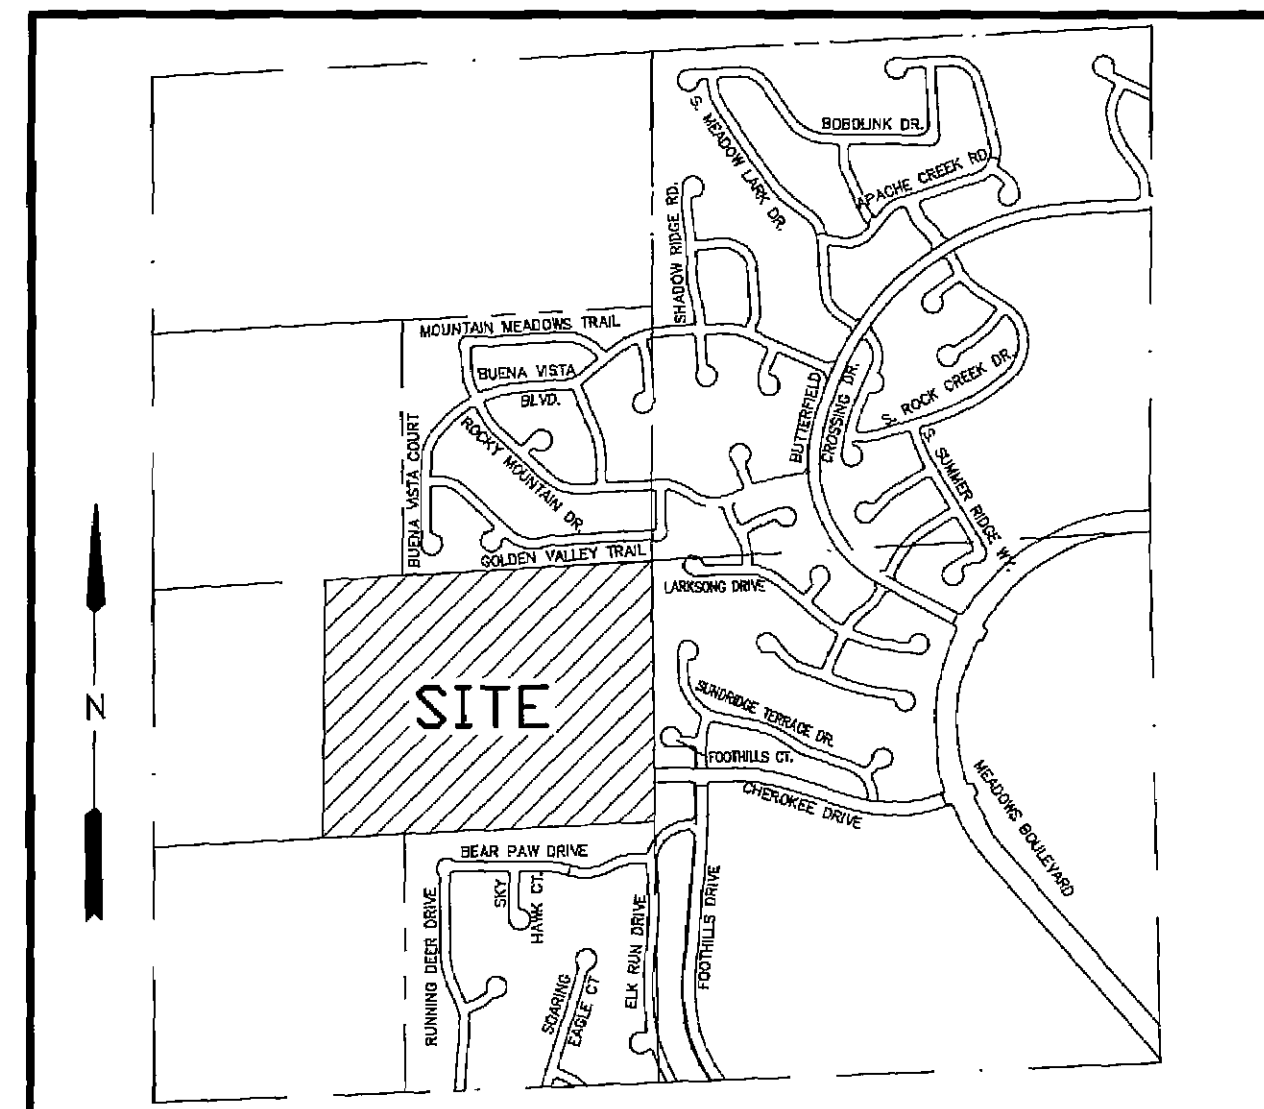 BOBOLINK DR.
S. MEADOW LARK DR.
APACHE CREEK RD.
SHADOW RIDGE RD.
MOUNTAIN MEADOWS TRAIL
BUENA VISTA
BLVD.
BUTTERFIELD
CROSSING DR.
S. ROCK CREEK DR.
S. SUMMER RIDGE WY.
BUENA VISTA COURT
ROCKY MOUNTAIN DR.
GOLDEN VALLEY TRAIL
LARKSONG DRIVE
N
SITE
SUNDRIDGE TERRACE DR.
FOOTHILLS CT.
CHEROKEE DRIVE
MEADOWS BOULEVARD
BEAR PAW DRIVE
SKY
HAWK CT.
RUNNING DEER DRIVE
SOARING
EAGLE CT
ELK RUN DRIVE
FOOTHILLS DRIVE